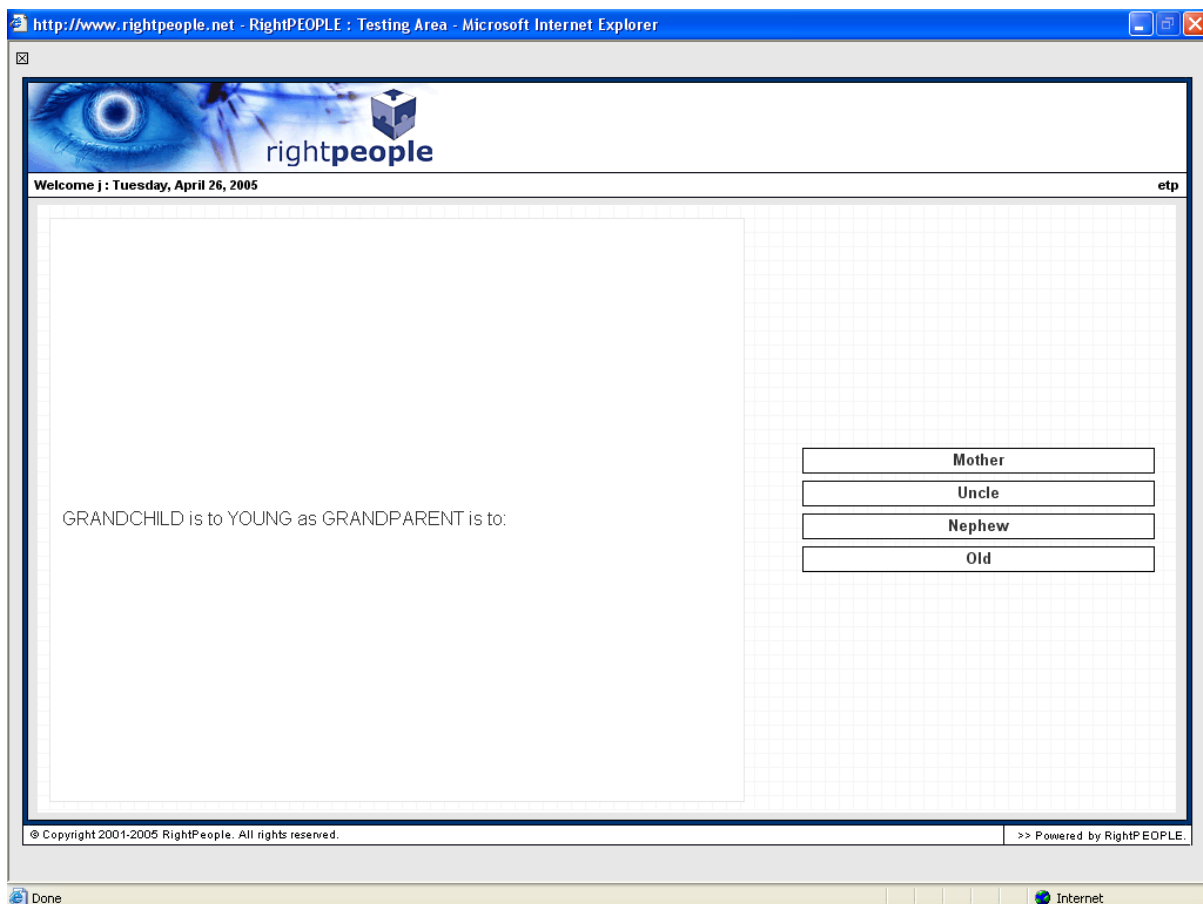 http://www.rightpeople.net - RightPEOPLE : Testing Area - Microsoft Internet Explorer
rightpeople
Welcome j : Tuesday, April 26, 2005
etp
GRANDCHILD is to YOUNG as GRANDPARENT is to:
Mother
Uncle
Nephew
Old
© Copyright 2001-2005 RightPeople. All rights reserved.
>> Powered by RightPEOPLE.
Done
Internet